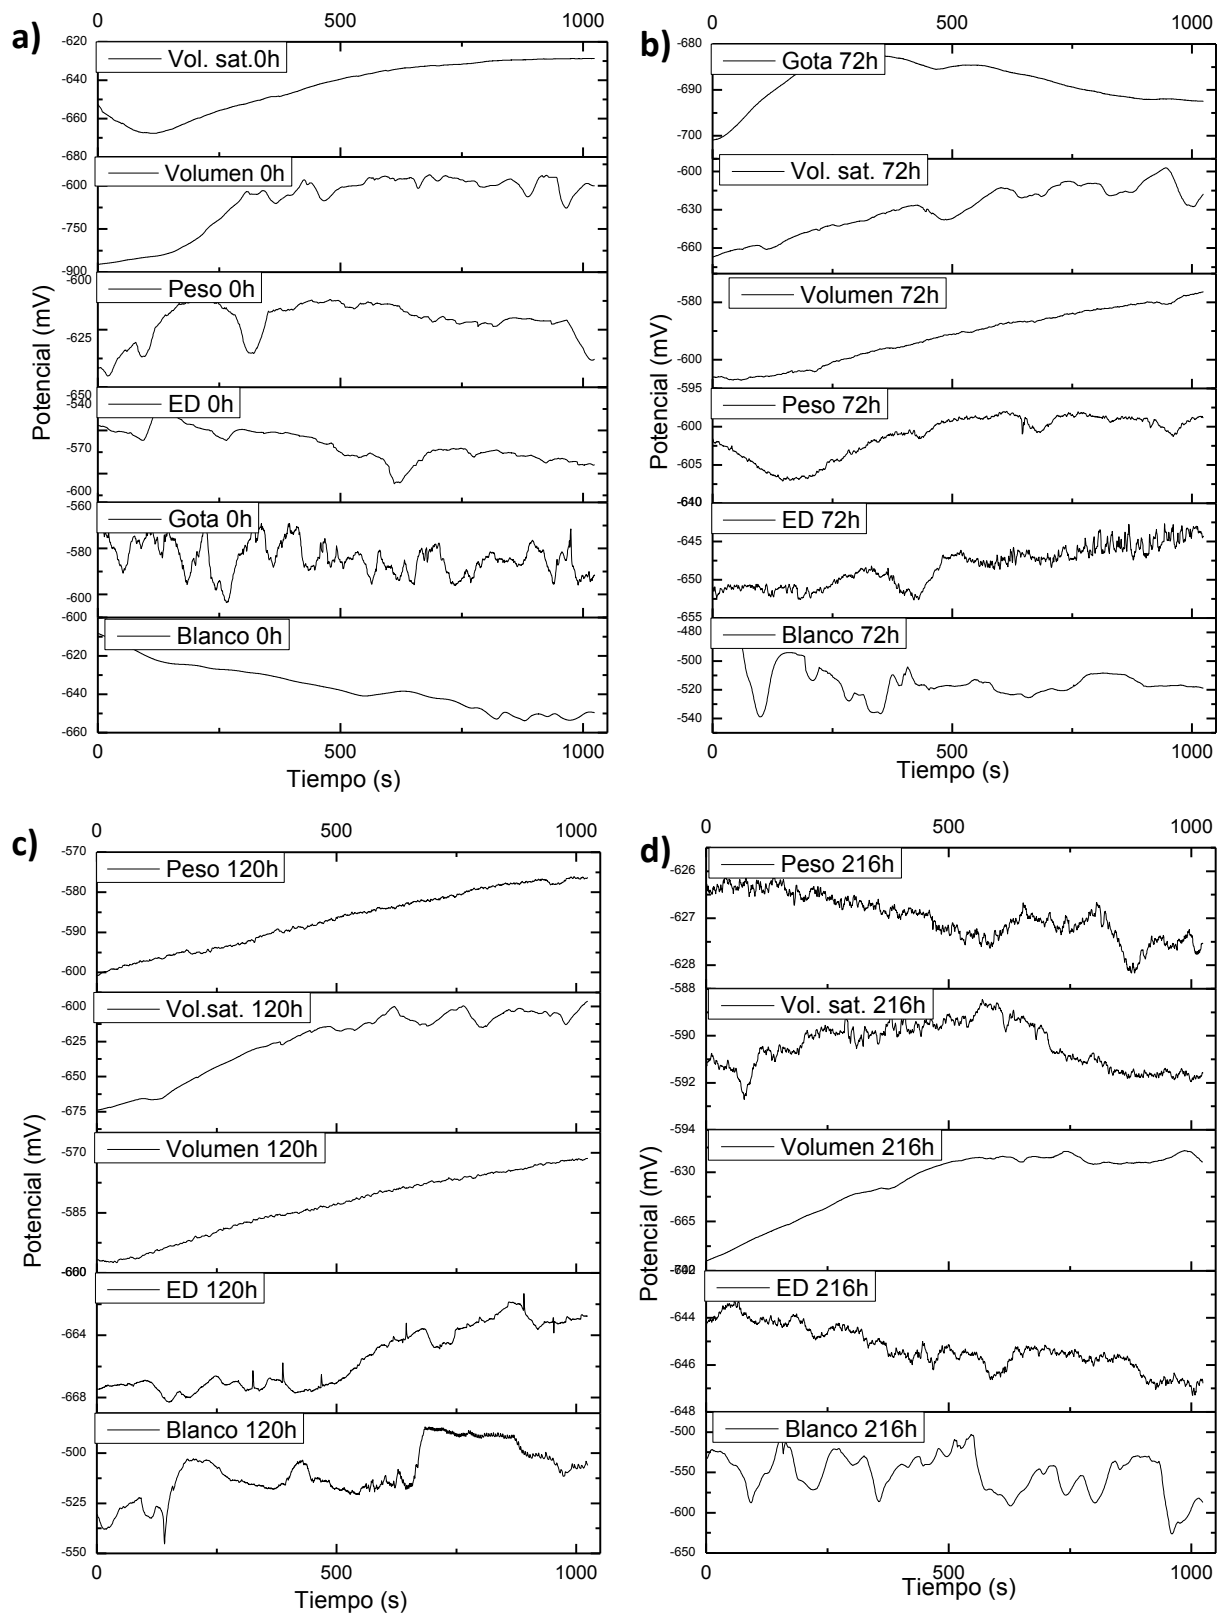 a)
0 500 1000
-620
Vol. sat.0h
-640
-660
-680
Volumen 0h
-600
-750
-900
-600
Peso 0h
-625
-650
-540
ED 0h
-570
-600
-560
Gota 0h
-580
-600
-600
Blanco 0h
-620
-640
-660
0 500 1000
Tiempo (s)
Potencial (mV)
b)
0 500 1000
-680
Gota 72h
-690
-700
-600
Vol. sat. 72h
-630
-660
Volumen 72h
-580
-600
-595
Peso 72h
-600
-605
-610
ED 72h
-645
-650
-655
-480
Blanco 72h
-510
-520
-540
0 500 1000
Tiempo (s)
Potencial (mV)
c)
0 500 1000
-570
Peso 120h
-580
-590
-600
-600
Vol.sat. 120h
-625
-650
-675
-570
Volumen 120h
-585
ED 120h
-664
-668
Blanco 120h
-500
-525
-550
0 500 1000
Tiempo (s)
Potencial (mV)
d)
0 500 1000
Peso 216h
-626
-627
-628
-588
Vol. sat. 216h
-590
-592
-594
Volumen 216h
-630
-665
ED 216h
-644
-646
-648
Blanco 216h
-500
-550
-600
-650
0 500 1000
Tiempo (s)
Potencial (mV)